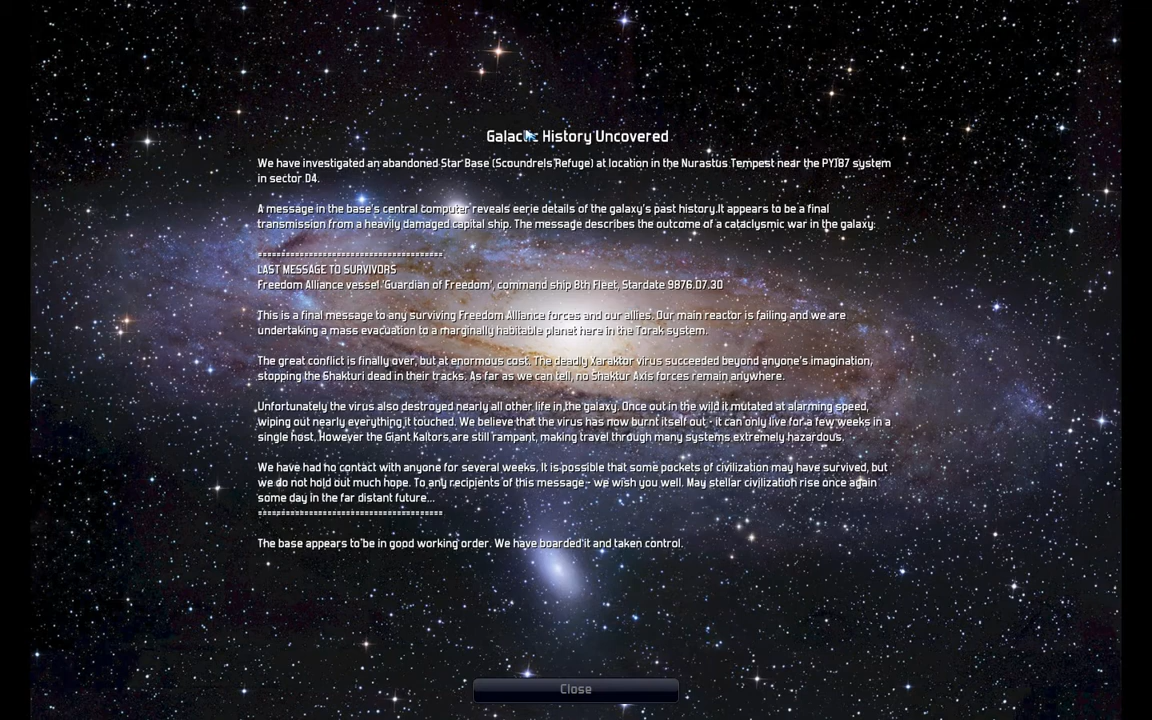 Galactic History Uncovered
We have investigated an abandoned Star Base (Scoundrels Refuge) at location in the Nurastus Tempest near the PYJ87 system
in sector D4.
A message in the base's central computer reveals eerie details of the galaxy's past history.It appears to be a final
transmission from a heavily damaged capital ship. The message describes the outcome of a cataclysmic war in the galaxy:
========================================
LAST MESSAGE TO SURVIVORS
Freedom Alliance vessel 'Guardian of Freedom', command ship 8th Fleet, Stardate 9876.07.30
This is a final message to any surviving Freedom Alliance forces and our allies. Our main reactor is failing and we are
undertaking a mass evacuation to a marginally habitable planet here in the Torak system.
The great conflict is finally over, but at enormous cost. The deadly Xaraktor virus succeeded beyond anyone's imagination,
stopping the Shakturi dead in their tracks. As far as we can tell, no Shaktur Axis forces remain anywhere.
Unfortunately the virus also destroyed nearly all other life in the galaxy. Once out in the wild it mutated at alarming speed,
wiping out nearly everything it touched. We believe that the virus has now burnt itself out - it can only live for a few weeks in a
single host. However the Giant Kaltors are still rampant, making travel through many systems extremely hazardous.
We have had no contact with anyone for several weeks. It is possible that some pockets of civilization may have survived, but
we do not hold out much hope. To any recipients of this message - we wish you well. May stellar civilization rise once again
some day in the far distant future...
========================================
The base appears to be in good working order. We have boarded it and taken control.
Close